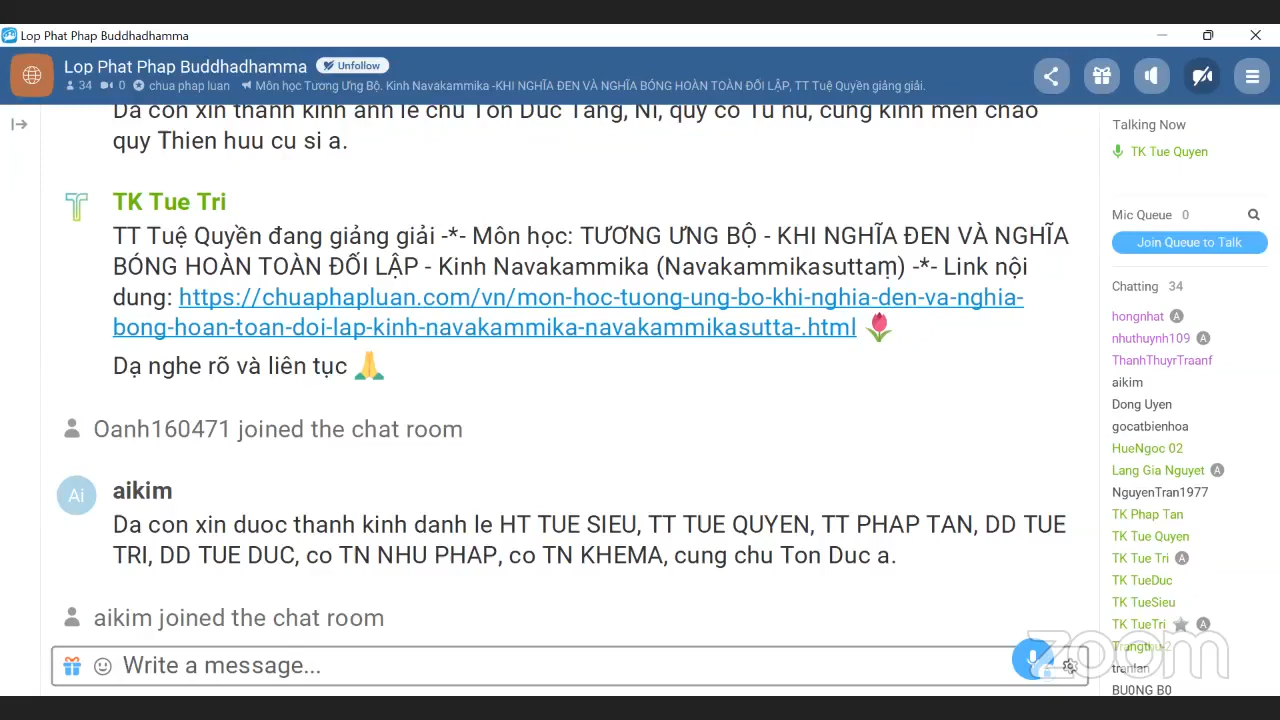 Lop Phat Phap Buddhadhamma
Lop Phat Phap Buddhadhamma Unfollow
34 0 chua phap luan Môn học Tương Ưng Bộ. Kinh Navakammika -KHI NGHĨA ĐEN VÀ NGHĨA BÓNG HOÀN TOÀN ĐỐI LẬP, TT Tuệ Quyền giảng giải.
Da con xin thanh kinh anh le chu Ton Duc Tang, Ni, quy co Tu nu, cung kinh men chao
quy Thien huu cu si a.
TK Tue Tri
TT Tuệ Quyền đang giảng giải -*- Môn học: TƯƠNG ƯNG BỘ - KHI NGHĨA ĐEN VÀ NGHĨA
BÓNG HOÀN TOÀN ĐỐI LẬP - Kinh Navakammika (Navakammikasuttaṃ) -*- Link nội
dung: https://chuaphapluan.com/vn/mon-hoc-tuong-ung-bo-khi-nghia-den-va-nghia-
bong-hoan-toan-doi-lap-kinh-navakammika-navakammikasutta-.html
Dạ nghe rõ và liên tục
Oanh160471 joined the chat room
Ai aikim
Da con xin duoc thanh kinh danh le HT TUE SIEU, TT TUE QUYEN, TT PHAP TAN, DD TUE
TRI, DD TUE DUC, co TN NHU PHAP, co TN KHEMA, cung chu Ton Duc a.
aikim joined the chat room
Write a message...
Talking Now
TK Tue Quyen
Mic Queue 0
Join Queue to Talk
Chatting 34
hongnhat A
nhuthuynh109 A
ThanhThuyrTraanf
aikim
Dong Uyen
gocatbienhoa
HueNgoc 02
Lang Gia Nguyet A
NguyenTran1977
TK Phap Tan
TK Tue Quyen
TK Tue Tri A
TK TueDuc
TK TueSieu
TK TueTri A
Trangthu-2
tranlan
BU0NG B0
zoom